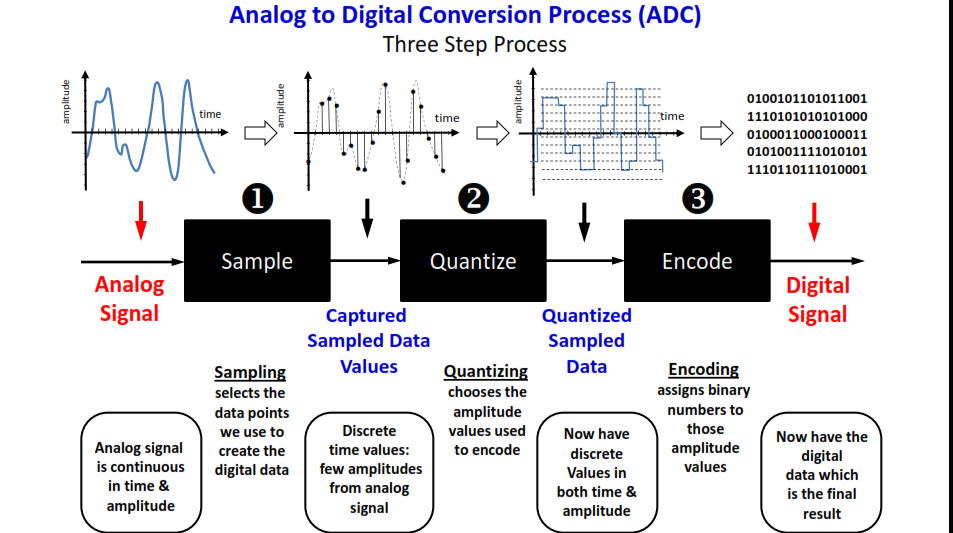 Analog to Digital Conversion Process (ADC)
Three Step Process
amplitude
time
amplitude
time
amplitude
time
0100101101011001
1110101010101000
0100011000100011
0101001111010101
1110110111010001
1
2
3
Sample
Quantize
Encode
Analog
Signal
Captured
Sampled Data
Values
Quantized
Sampled
Data
Digital
Signal
Sampling
selects the
data points
we use to
create the
digital data
Quantizing
chooses the
amplitude
values used
to encode
Encoding
assigns binary
numbers to
those
amplitude
values
Analog signal
is continuous
in time &
amplitude
Discrete
time values:
few amplitudes
from analog
signal
Now have
discrete
Values in
both time &
amplitude
Now have the
digital
data which
is the final
result